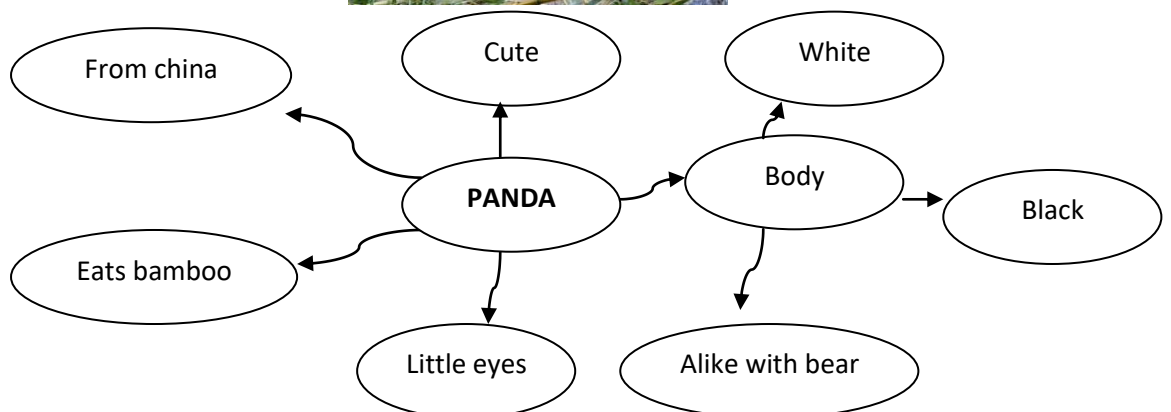 From china
Cute
White
PANDA
Body
Black
Eats bamboo
Little eyes
Alike with bear